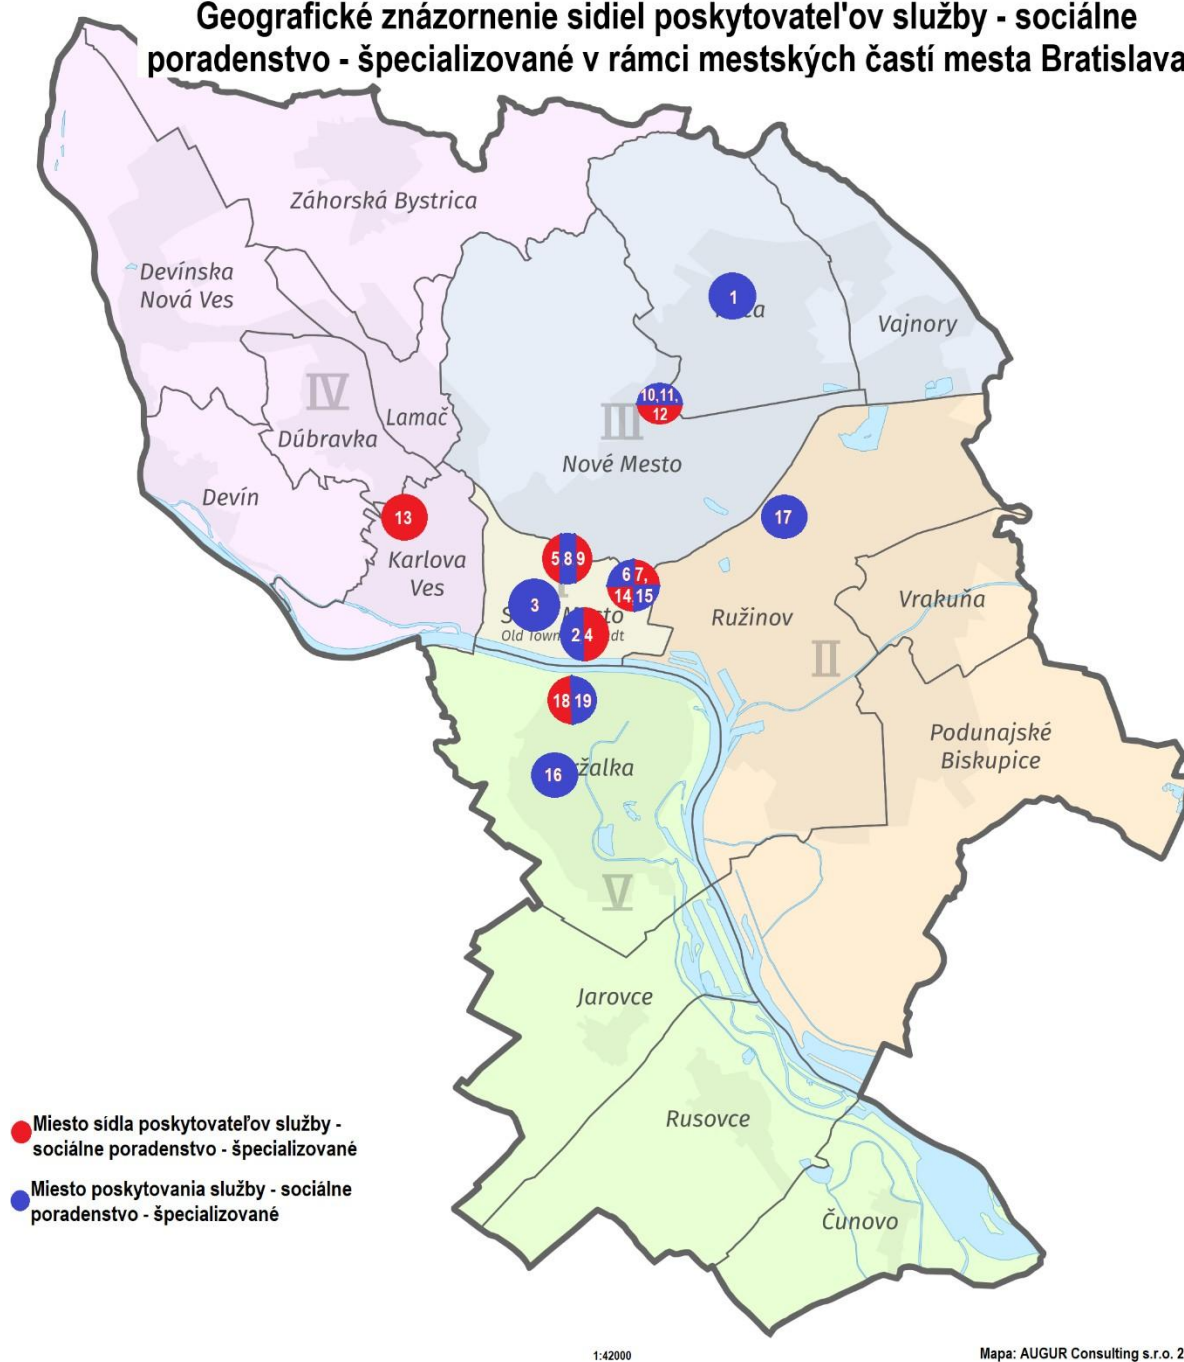 Geografické znázornenie sidiel poskytovatel'ov služby - sociálne
poradenstvo - špecializované v rámci mestských častí mesta Bratislava
Záhorská Bystrica
Devínska
Nová Ves
1
Vajnory
IV
Lamač
10,11,
12
III
Dúbravka
Nové Mesto
Devín
13
17
Karlova
Ves
5 8 9
6 7,
14 15
3
Vrakuňa
Ružinov
Old Town
2 4
II
18 19
Podunajské
Biskupice
16
V
Jarovce
Rusovce
Čunovo
Miesto sídla poskytovateľov služby -
sociálne poradenstvo - špecializované
Miesto poskytovania služby - sociálne
poradenstvo - špecializované
1:42000
Mapa: AUGUR Consulting s.r.o. 2